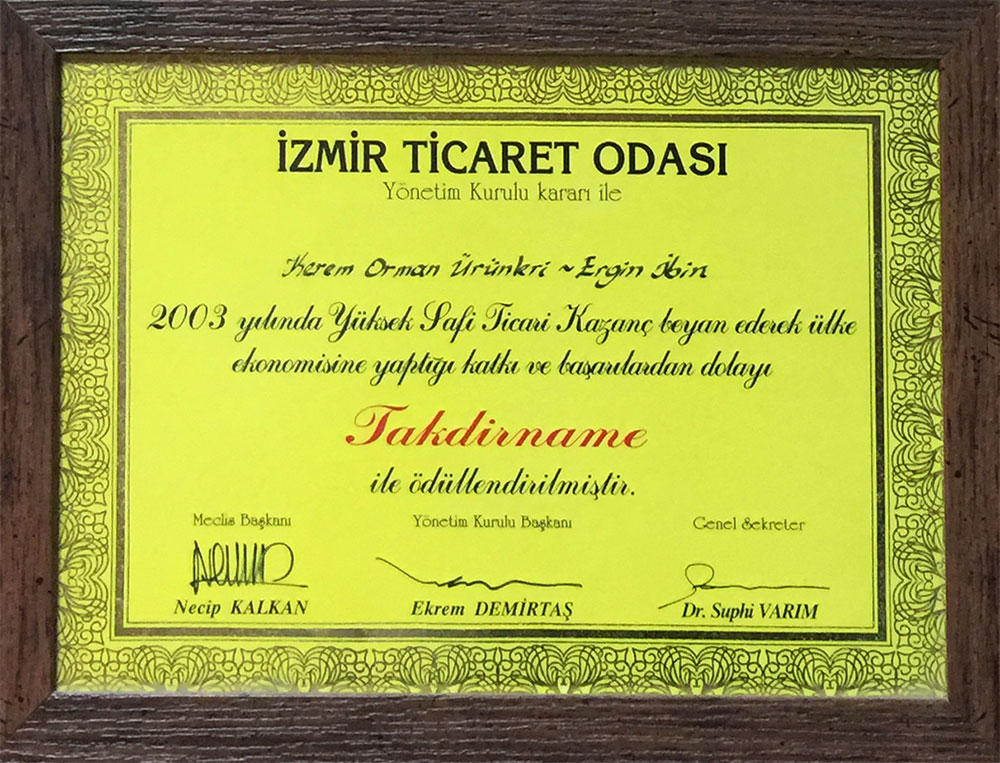 İZMİR TİCARET ODASI
Yönetim Kurulu kararı ile
Kerem Orman Ürünleri ~ Ergin İbin
2003 yılında Yüksek Safi Ticari Kazanç beyan ederek ülke
ekonomisine yaptığı katkı ve başarılardan dolayı
Takdirname
ile ödüllendirilmiştir.
Meclis Başkanı Yönetim Kurulu Başkanı Genel Sekreter
Necip KALKAN Ekrem DEMİRTAŞ Dr. Suphi VARIM